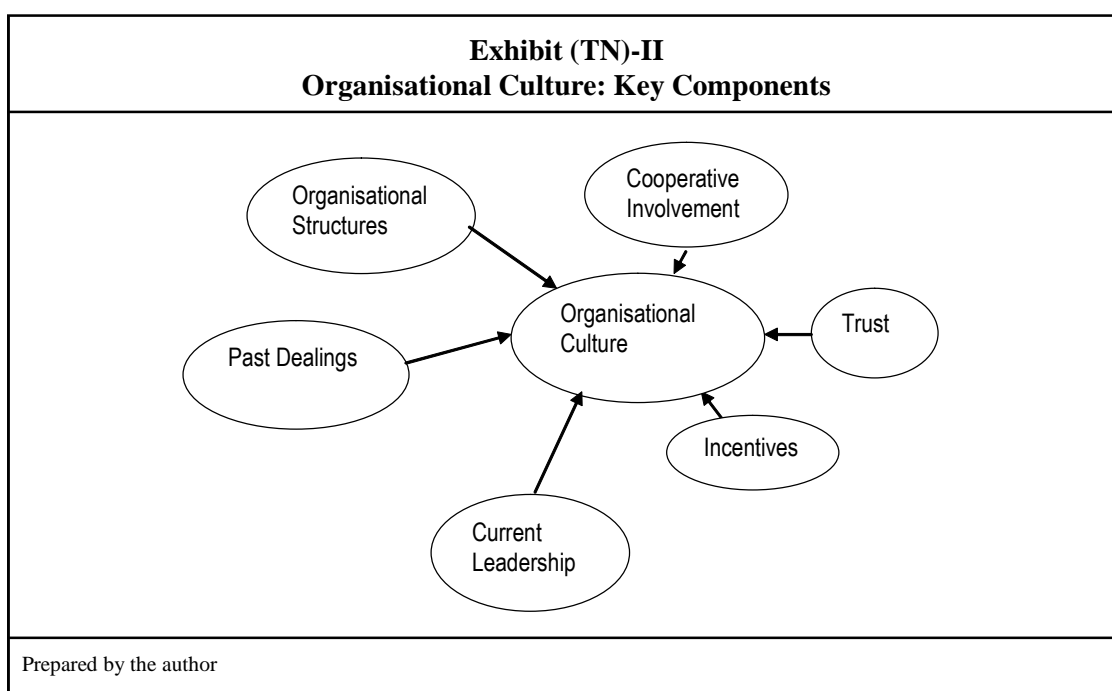 Exhibit (TN)-II
Organisational Culture: Key Components
Organisational
Structures
Cooperative
Involvement
Organisational
Culture
Trust
Past Dealings
Incentives
Current
Leadership
Prepared by the author